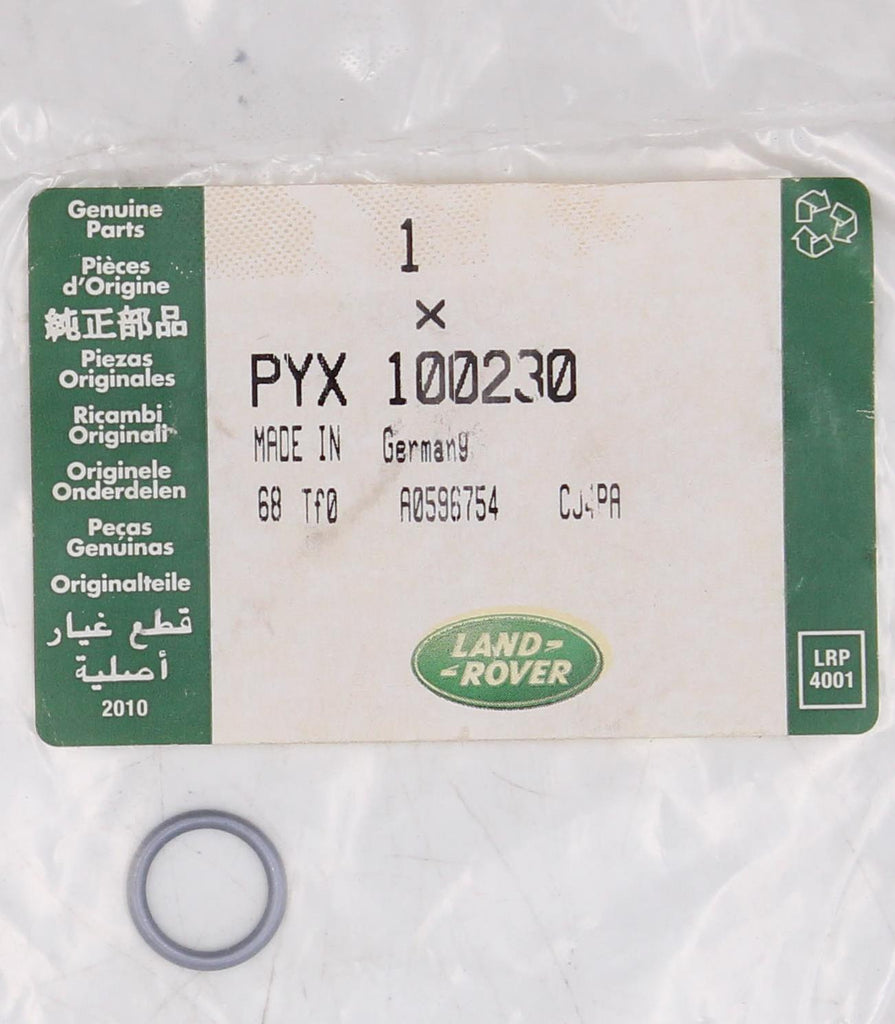 Genuine
Parts
Pièces
d'Origine
純正部品
Piezas
Originales
Ricambi
Originali
Originele
Onderdelen
Peças
Genuinas
Originalteile
قطع غيار
أصلية
2010
1
×
PYX 100230
MADE IN Germany
68 Tf0 A0596754
LAND-
-ROVER
LRP
4001